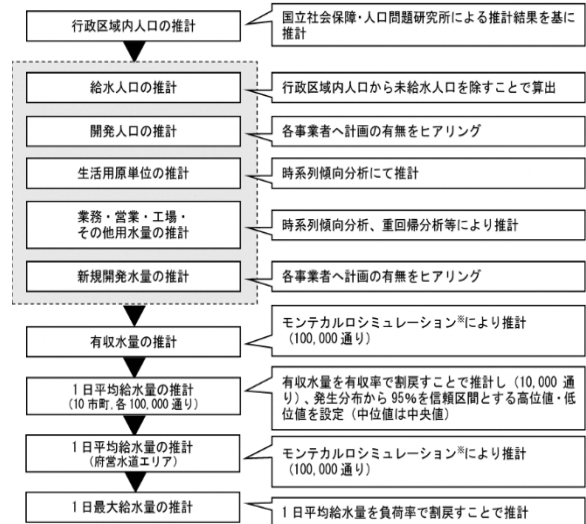 行政区域内人口の推計
国立社会保障・人口問題研究所による推計結果を基に
推計
給水人口の推計
行政区域内人口から未給水人口を除すことで算出
開発人口の推計
各事業者へ計画の有無をヒアリング
生活用原単位の推計
時系列傾向分析にて推計
業務・営業・工場・
その他用水量の推計
時系列傾向分析、重回帰分析等により推計
新規開発水量の推計
各事業者へ計画の有無をヒアリング
有収水量の推計
モンテカルロシミュレーション※により推計
(100,000 通り)
1日平均給水量の推計
(10 市町、各 100,000 通り)
有収水量を有収率で割戻すことで推計し(10,000 通
り)、発生分布から 95%を信頼区間とする高位値・低
位値を設定(中位値は中央値)
1日平均給水量の推計
(府営水道エリア)
モンテカルロシミュレーション※により推計
(100,000 通り)
1日最大給水量の推計
1日平均給水量を負荷率で割戻すことで推計